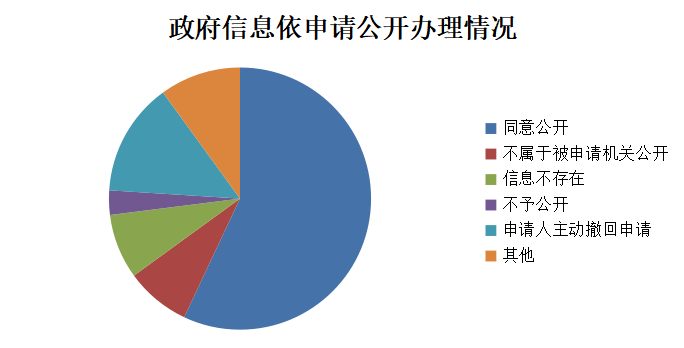 政府信息依申请公开办理情况
同意公开
不属于被申请机关公开
信息不存在
不予公开
申请人主动撤回申请
其他